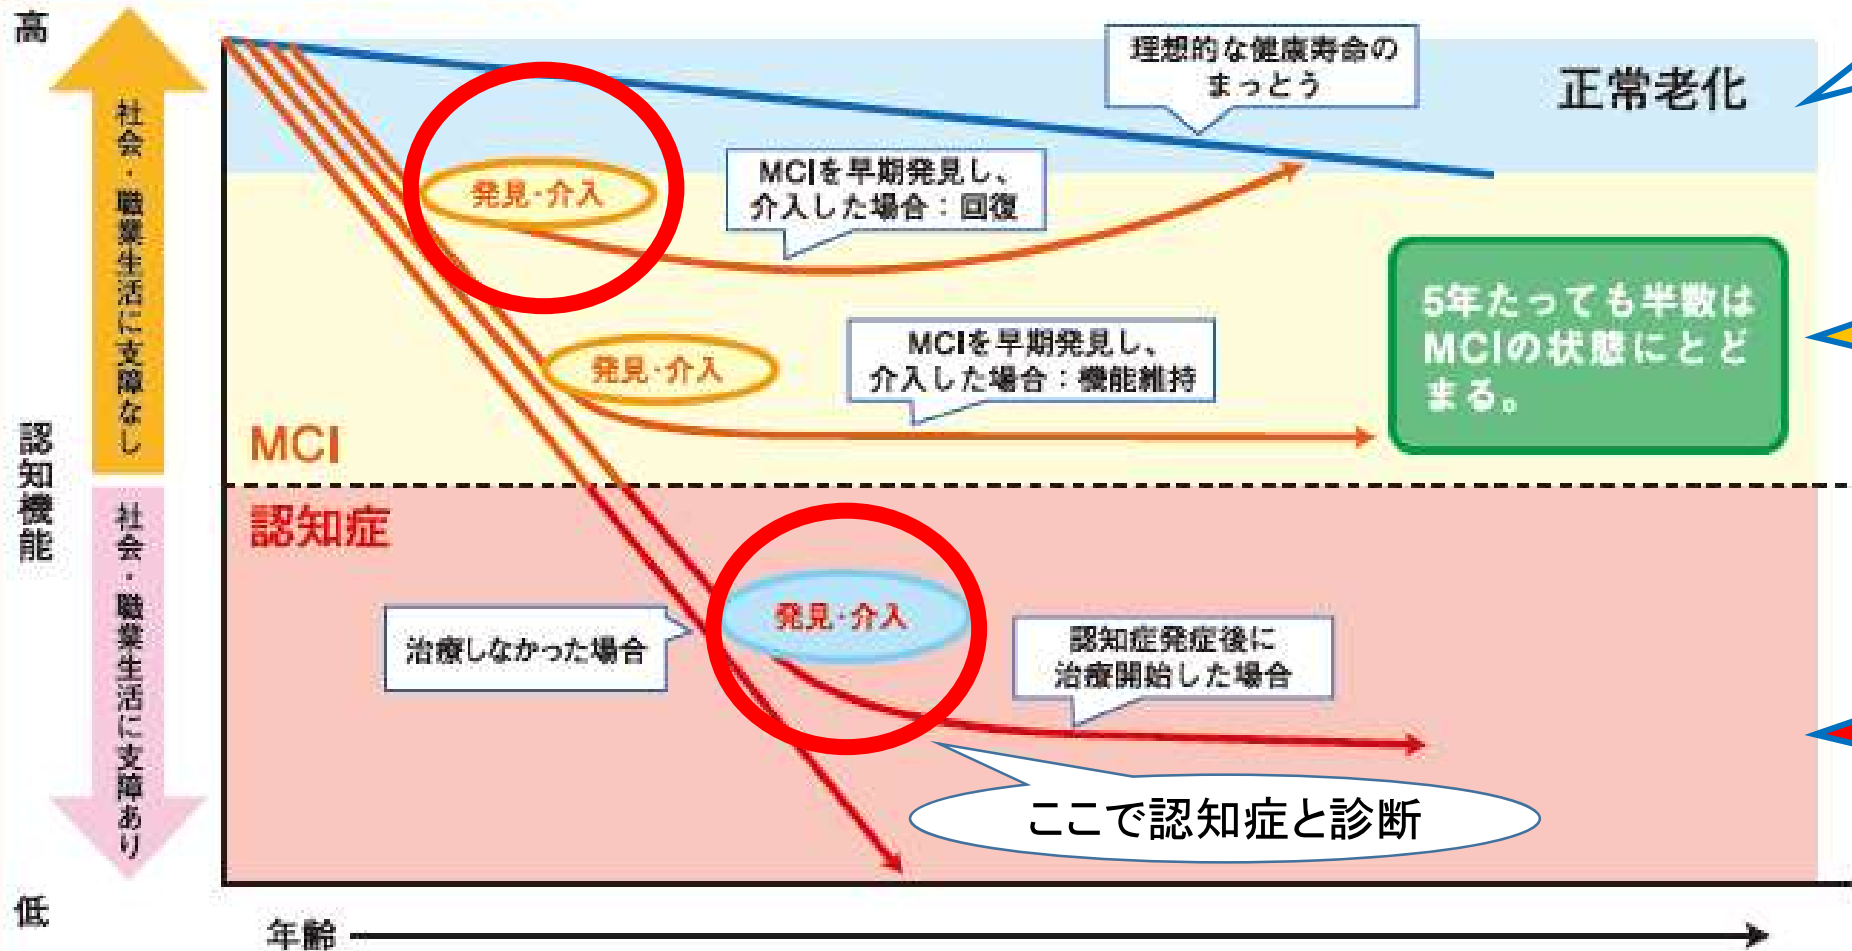 高
社会・職業生活に支障なし
認知機能
社会・職業生活に支障あり
低
理想的な健康寿命の
まっとう
正常老化
発見・介入
MCIを早期発見し、
介入した場合：回復
発見・介入
MCIを早期発見し、
介入した場合：機能維持
5年たっても半数は
MCIの状態にとど
まる。
MCI
認知症
発見・介入
治療しなかった場合
認知症発症後に
治療開始した場合
ここで認知症と診断
年齢